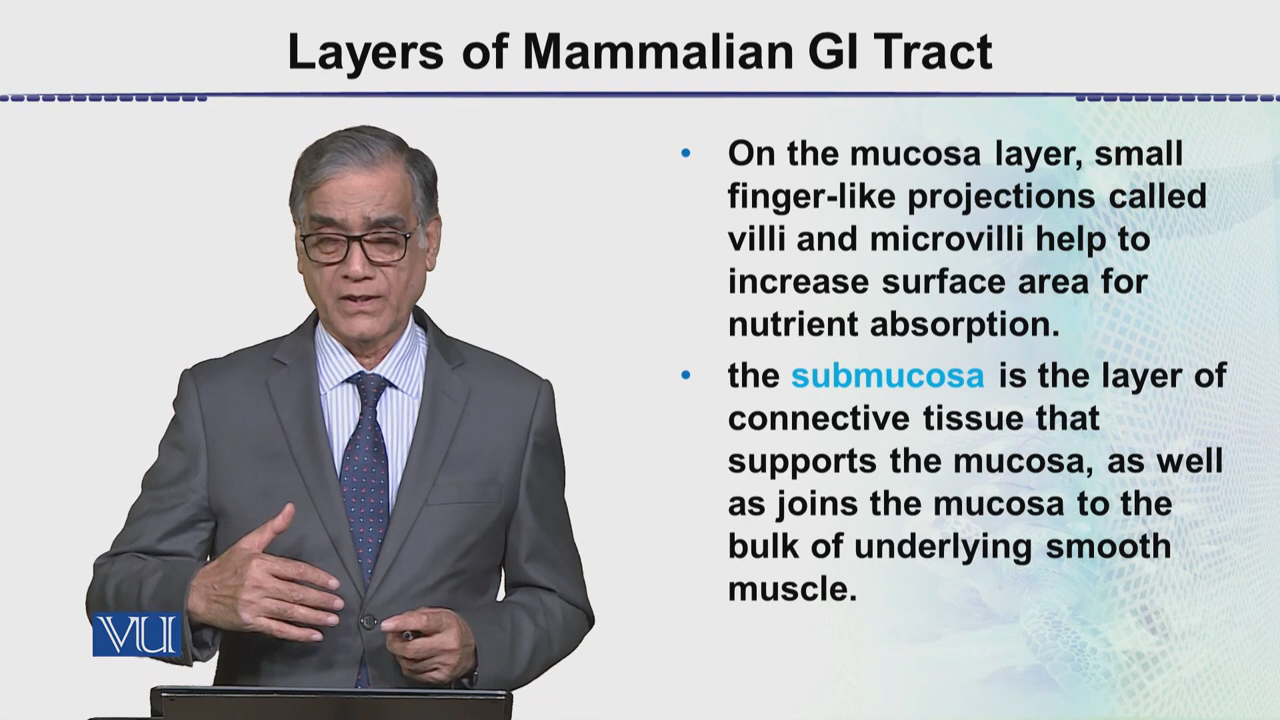 Layers of Mammalian GI Tract
• On the mucosa layer, small
finger-like projections called
villi and microvilli help to
increase surface area for
nutrient absorption.
• the submucosa is the layer of
connective tissue that
supports the mucosa, as well
as joins the mucosa to the
bulk of underlying smooth
muscle.
VUI